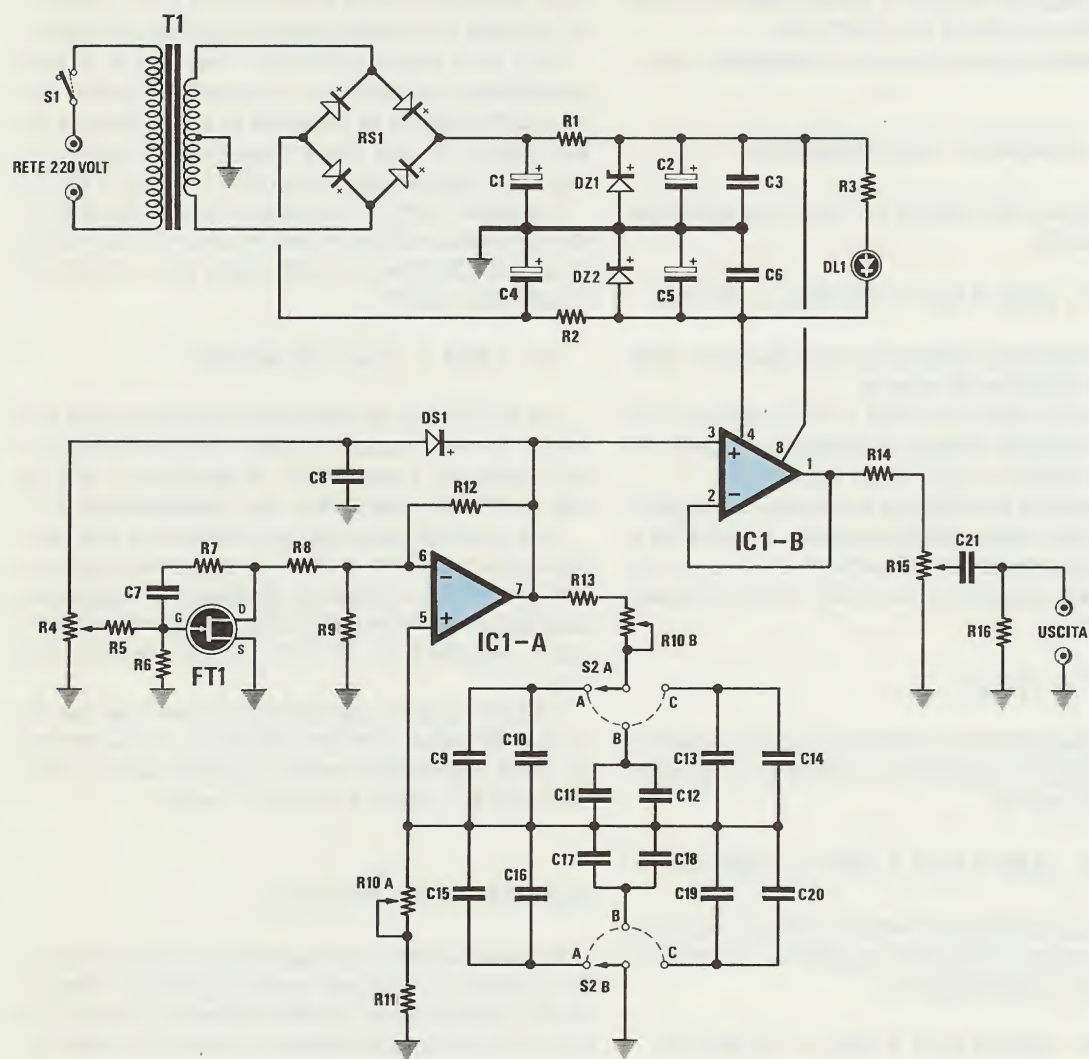 T1
S1
RS1
RETE 220 VOLT
R1
C1
+
DZ1
+
C2
+
C3
R3
DL1
C4
+
DZ2
+
C5
+
C6
R2
DS1
+
C8
R12
3
+
4
8
1
2
−
IC1-B
R14
R15
C21
R16
USCITA
R7
R8
C7
G
D
S
R4
R5
R6
FT1
R9
6
−
5
+
7
IC1-A
R13
R10 B
S2 A
A
C
B
C9
C10
C11
C12
C13
C14
C15
C16
C17
C18
C19
C20
R10 A
B
A
C
S2 B
R11